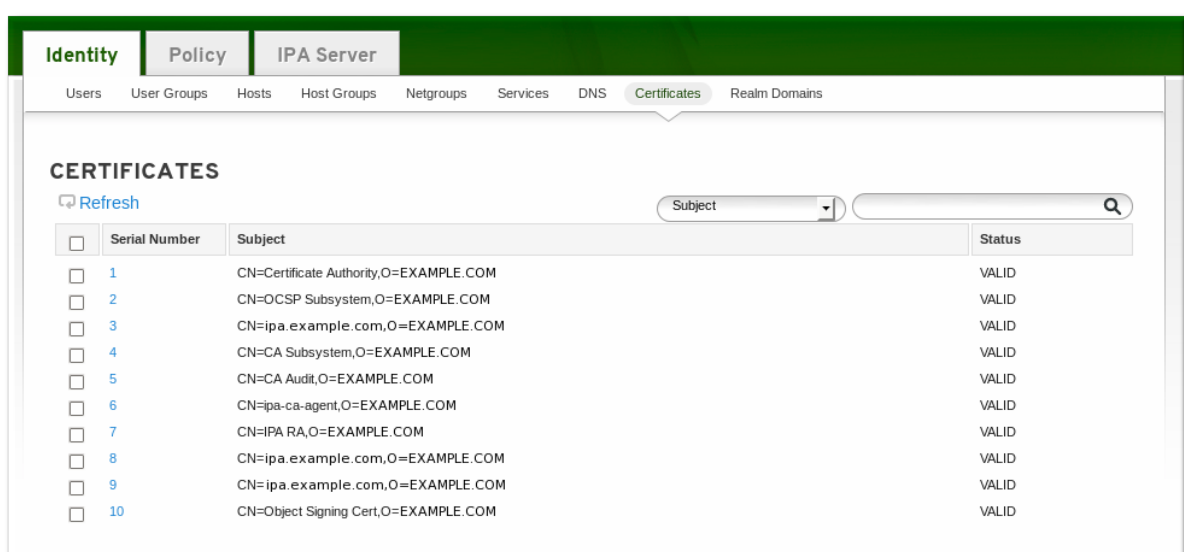 Identity Policy IPA Server
Users User Groups Hosts Host Groups Netgroups Services DNS Certificates Realm Domains
CERTIFICATES
Refresh Subject
Serial Number Subject Status
1 CN=Certificate Authority,O=EXAMPLE.COM VALID
2 CN=OCSP Subsystem,O=EXAMPLE.COM VALID
3 CN=ipa.example.com,O=EXAMPLE.COM VALID
4 CN=CA Subsystem,O=EXAMPLE.COM VALID
5 CN=CA Audit,O=EXAMPLE.COM VALID
6 CN=ipa-ca-agent,O=EXAMPLE.COM VALID
7 CN=IPA RA,O=EXAMPLE.COM VALID
8 CN=ipa.example.com,O=EXAMPLE.COM VALID
9 CN=ipa.example.com,O=EXAMPLE.COM VALID
10 CN=Object Signing Cert,O=EXAMPLE.COM VALID